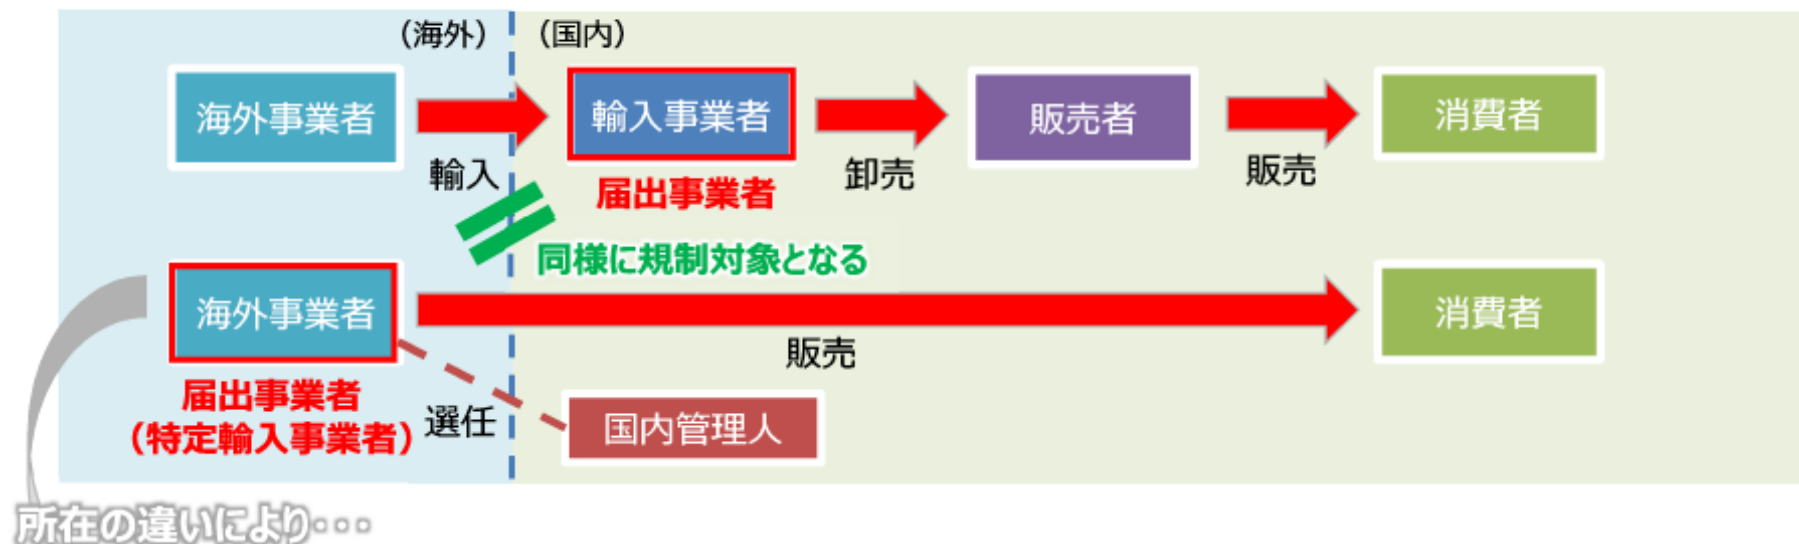 （海外）
（国内）
海外事業者
輸入事業者
販売者
消費者
輸入
届出事業者
卸売
販売
同様に規制対象となる
海外事業者
消費者
販売
届出事業者
（特定輸入事業者）
選任
国内管理人
所在の違いにより・・・